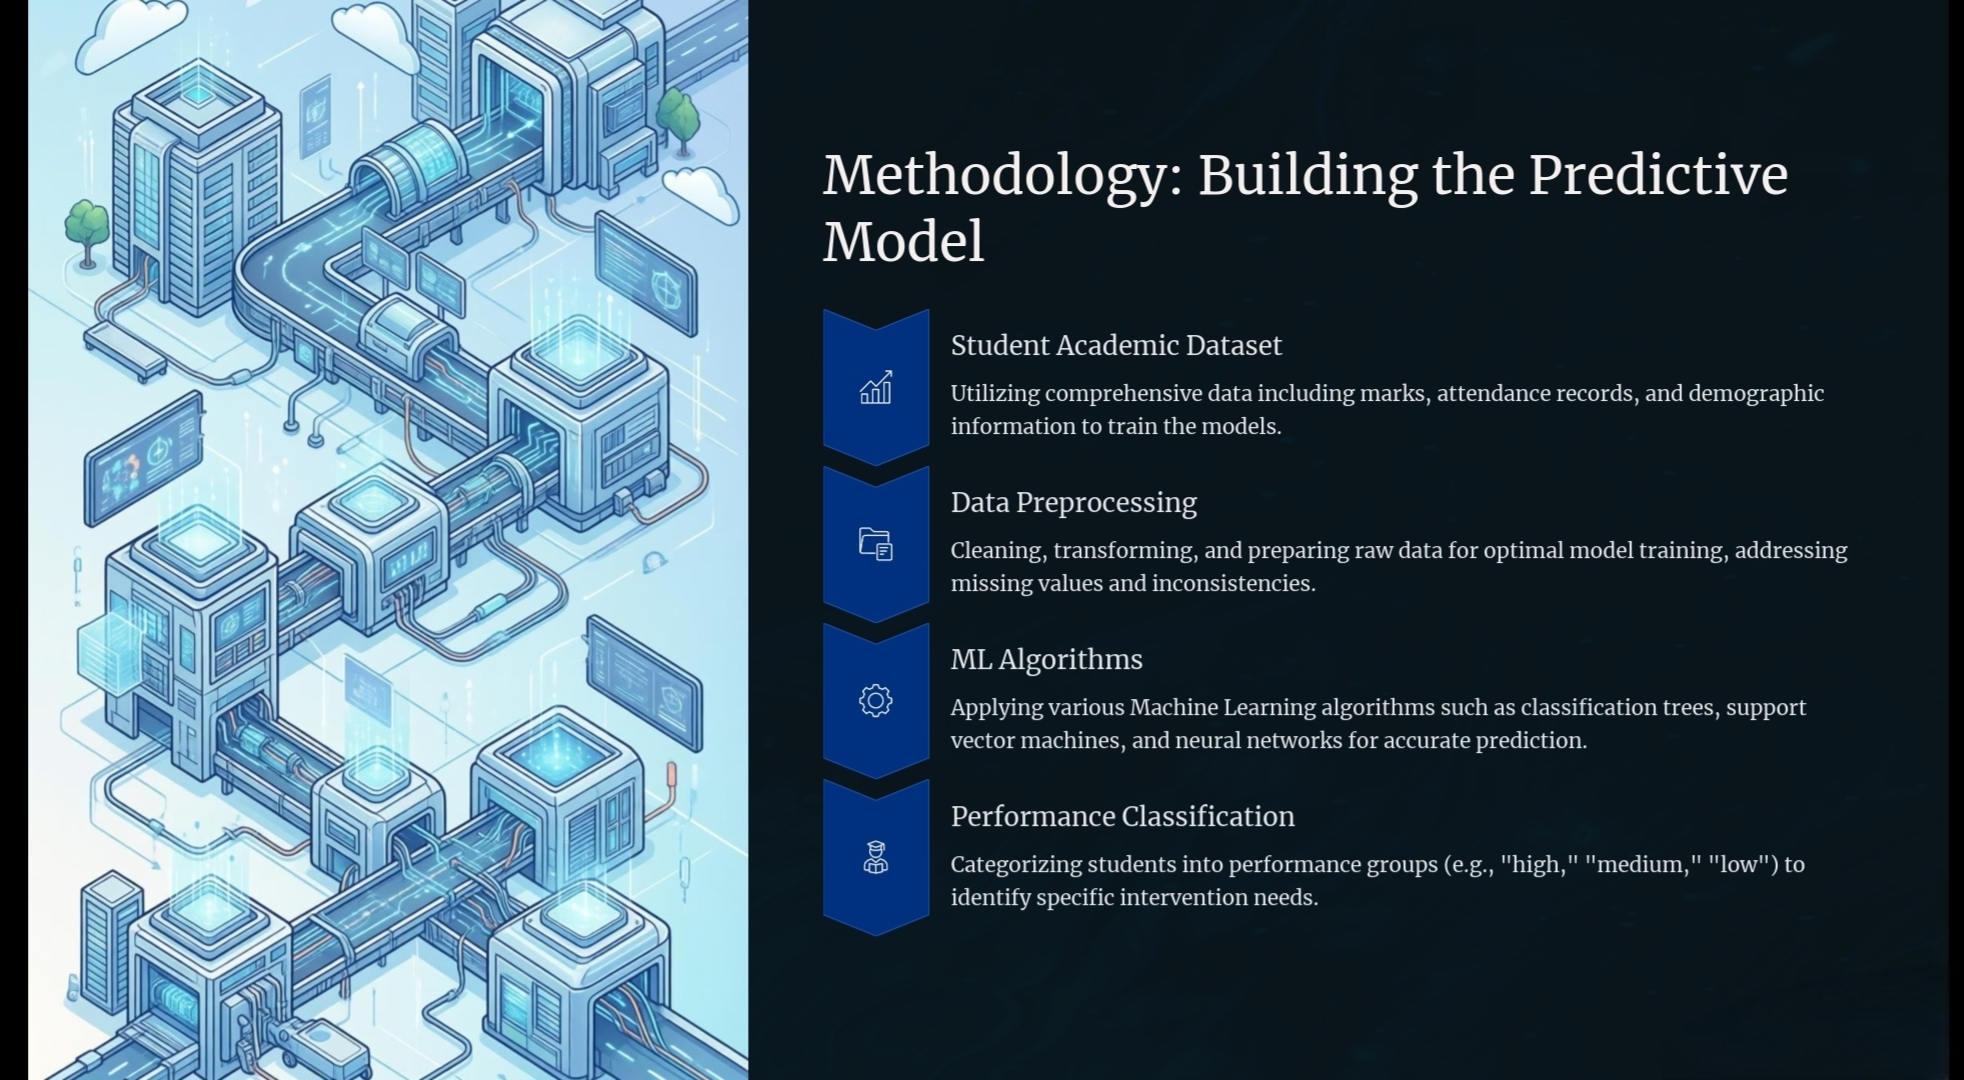 Methodology: Building the Predictive
Model
Student Academic Dataset
Utilizing comprehensive data including marks, attendance records, and demographic
information to train the models.
Data Preprocessing
Cleaning, transforming, and preparing raw data for optimal model training, addressing
missing values and inconsistencies.
ML Algorithms
Applying various Machine Learning algorithms such as classification trees, support
vector machines, and neural networks for accurate prediction.
Performance Classification
Categorizing students into performance groups (e.g., "high," "medium," "low") to
identify specific intervention needs.